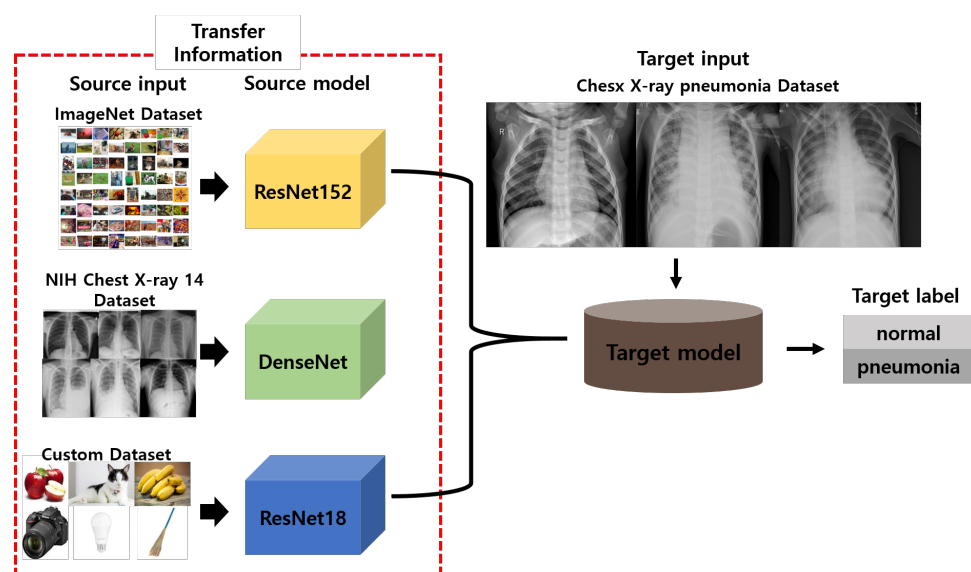 Transfer
Information
Source input
Source model
ImageNet Dataset
ResNet152
NIH Chest X-ray 14
Dataset
DenseNet
Custom Dataset
ResNet18
Target input
Chesx X-ray pneumonia Dataset
R
Target model
Target label
normal
pneumonia